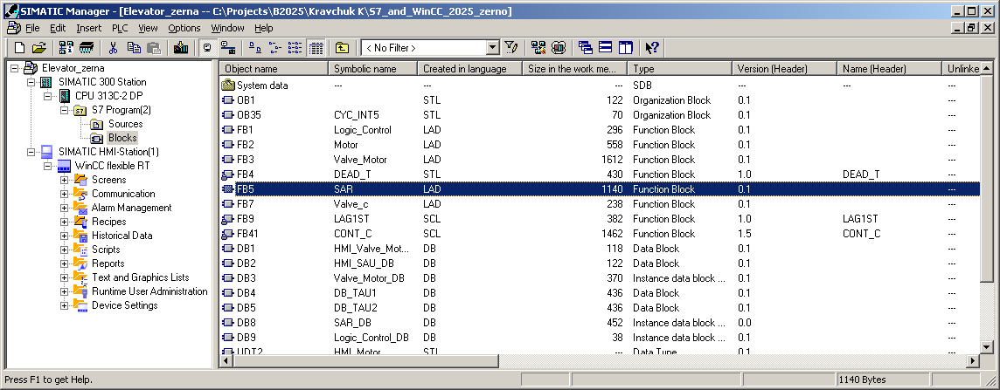 SIMATIC Manager - [Elevator_zerna -- C:\Projects\B2025\Kravchuk K\S7_and_WinCC_2025_zerno]
File Edit Insert PLC View Options Window Help
< No Filter >
Elevator_zerna
SIMATIC 300 Station
CPU 313C-2 DP
S7 Program(2)
Sources
Blocks
SIMATIC HMI-Station(1)
WinCC flexible RT
Screens
Communication
Alarm Management
Recipes
Historical Data
Scripts
Reports
Text and Graphics Lists
Runtime User Administration
Device Settings
Object name Symbolic name Created in language Size in the work me... Type Version (Header) Name (Header) Unlinke
System data --- --- --- SDB --- --- ---
OB1 STL 122 Organization Block 0.1 ---
OB35 CYC_INT5 STL 70 Organization Block 0.1 ---
FB1 Logic_Control LAD 296 Function Block 0.1 ---
FB2 Motor LAD 558 Function Block 0.1 ---
FB3 Valve_Motor LAD 1612 Function Block 0.1 ---
FB4 DEAD_T STL 430 Function Block 1.0 DEAD_T ---
FB5 SAR LAD 1140 Function Block 0.1 ---
FB7 Valve_c LAD 238 Function Block 0.1 ---
FB9 LAG1ST SCL 382 Function Block 1.0 LAG1ST ---
FB41 CONT_C SCL 1462 Function Block 1.5 CONT_C ---
DB1 HMI_Valve_Mot... DB 118 Data Block 0.1 ---
DB2 HMI_SAU_DB DB 122 Data Block 0.1 ---
DB3 Valve_Motor_DB DB 370 Instance data block ... 0.1 ---
DB4 DB_TAU1 DB 436 Data Block 0.1 ---
DB5 DB_TAU2 DB 436 Data Block 0.1 ---
DB8 SAR_DB DB 452 Instance data block ... 0.0 ---
DB9 Logic_Control_DB DB 38 Instance data block ... 0.1 ---
UDT2 HMI_Motor STL --- Data Type 0.1 ---
Press F1 to get Help. 1140 Bytes